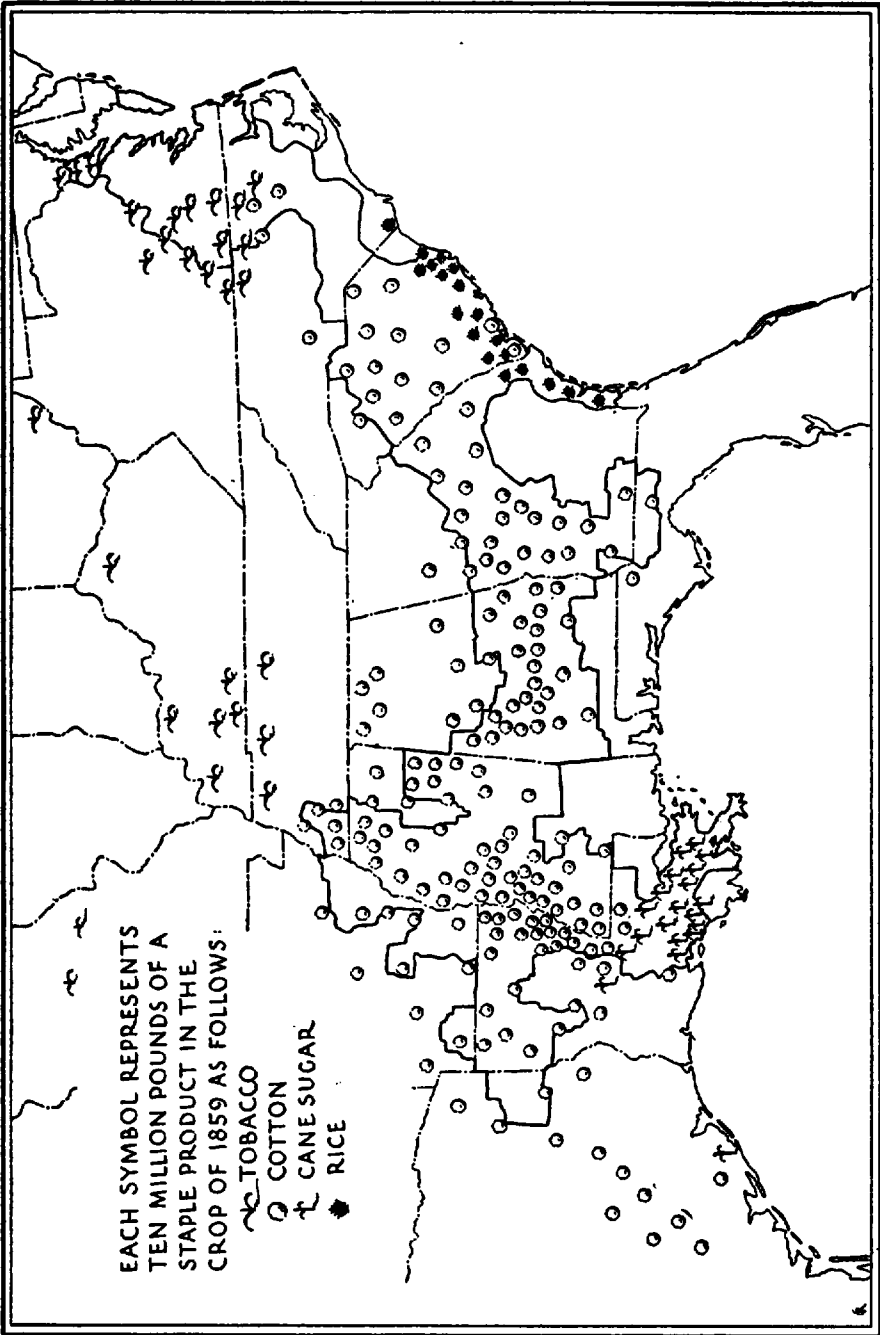 EACH SYMBOL REPRESENTS
TEN MILLION POUNDS OF A
STAPLE PRODUCT IN THE
CROP OF 1859 AS FOLLOWS:
TOBACCO
COTTON
CANE SUGAR
RICE